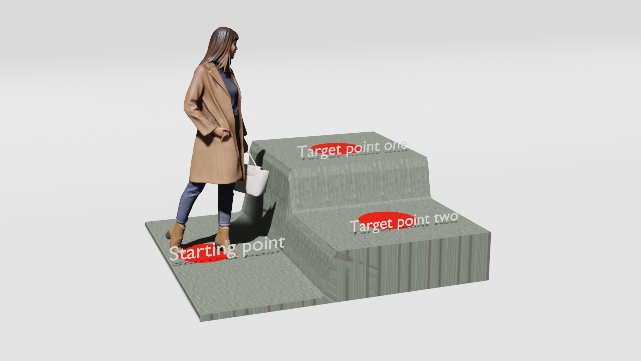 Target point one
Target point two
Starting point